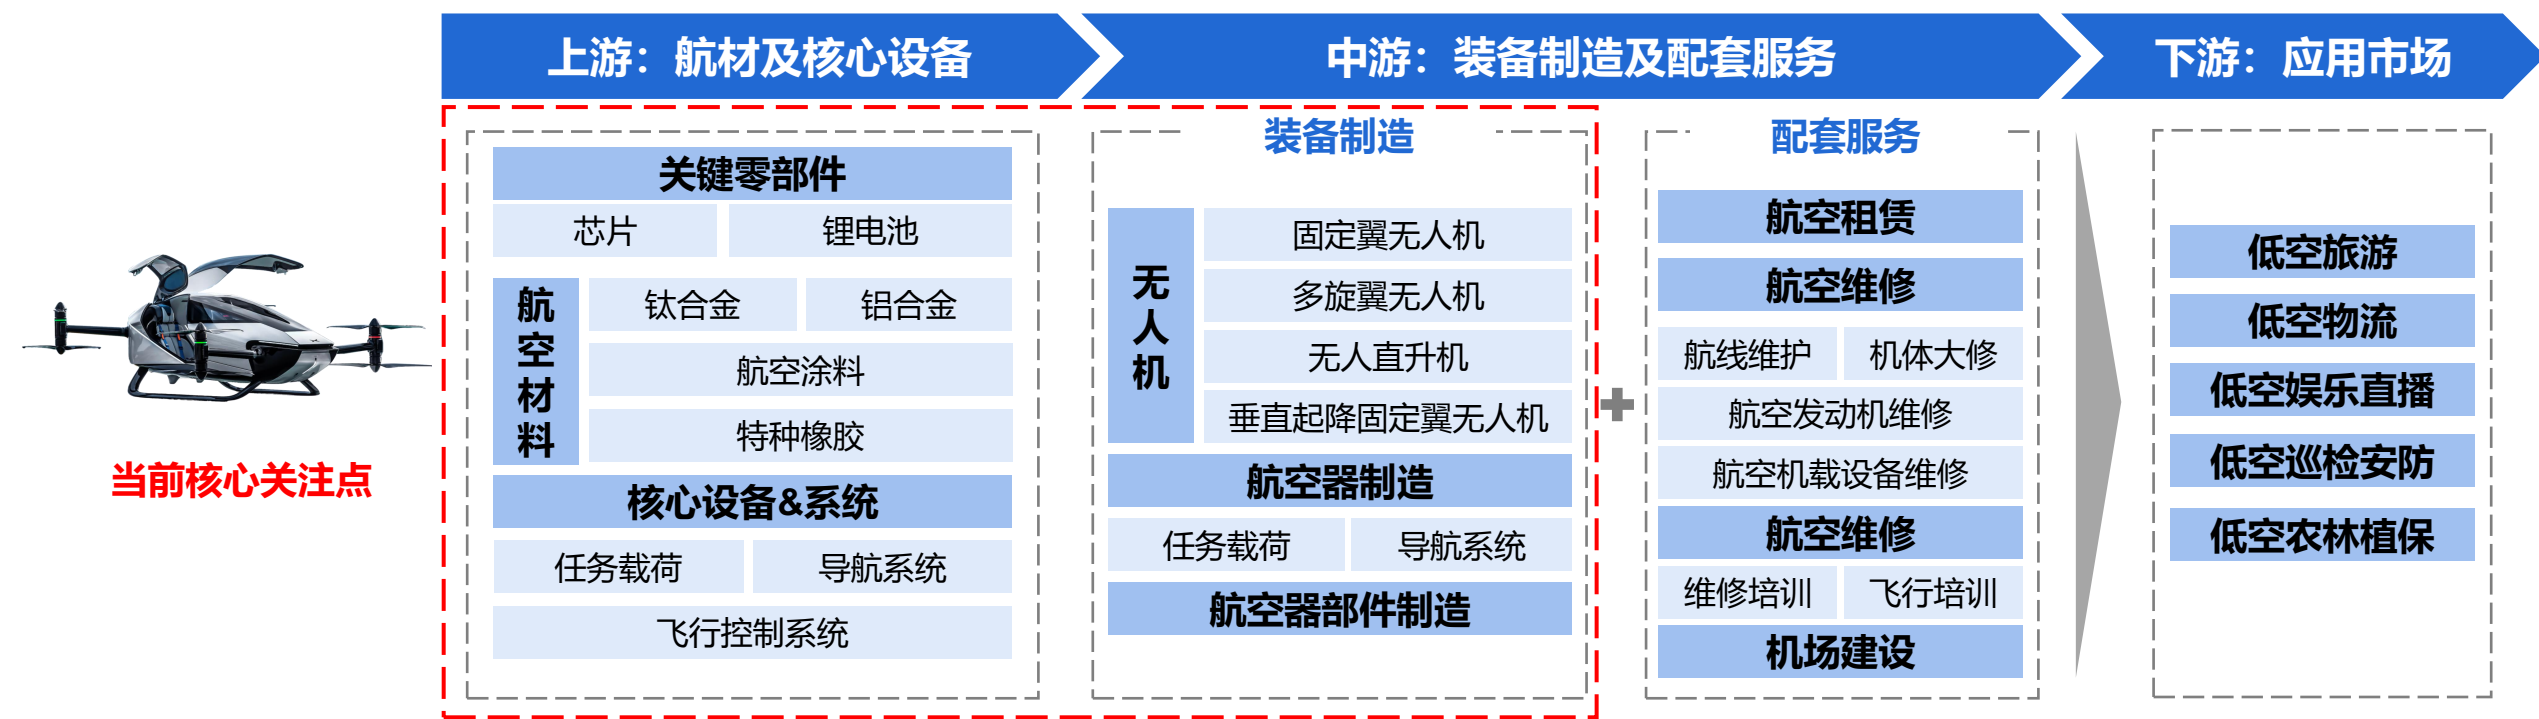 上游：航材及核心设备
中游：装备制造及配套服务
下游：应用市场
当前核心关注点
关键零部件
芯片
锂电池
航空材料
钛合金
铝合金
航空涂料
特种橡胶
核心设备&系统
任务载荷
导航系统
飞行控制系统
装备制造
无人机
固定翼无人机
多旋翼无人机
无人直升机
垂直起降固定翼无人机
航空器制造
任务载荷
导航系统
航空器部件制造
配套服务
航空租赁
航空维修
航线维护
机体大修
航空发动机维修
航空机载设备维修
航空维修
维修培训
飞行培训
机场建设
低空旅游
低空物流
低空娱乐直播
低空巡检安防
低空农林植保